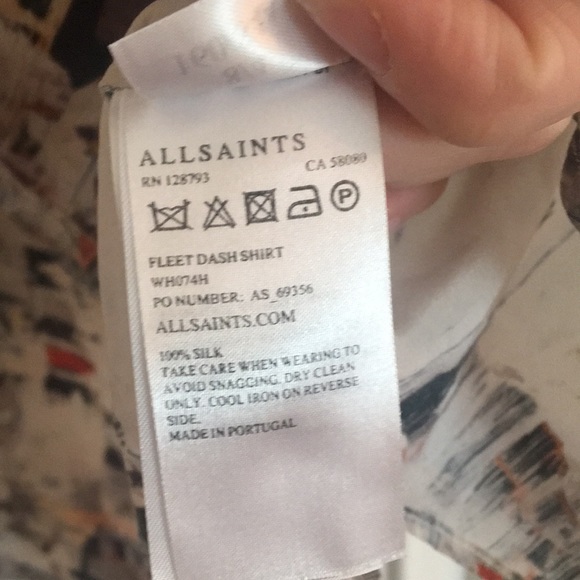 ALLSAINTS
RN 128793 CA 58080
P
FLEET DASH SHIRT
WH074H
PO NUMBER: AS_69356
ALLSAINTS.COM
100% SILK
TAKE CARE WHEN WEARING TO
AVOID SNAGGING. DRY CLEAN
ONLY. COOL IRON ON REVERSE
SIDE.
MADE IN PORTUGAL